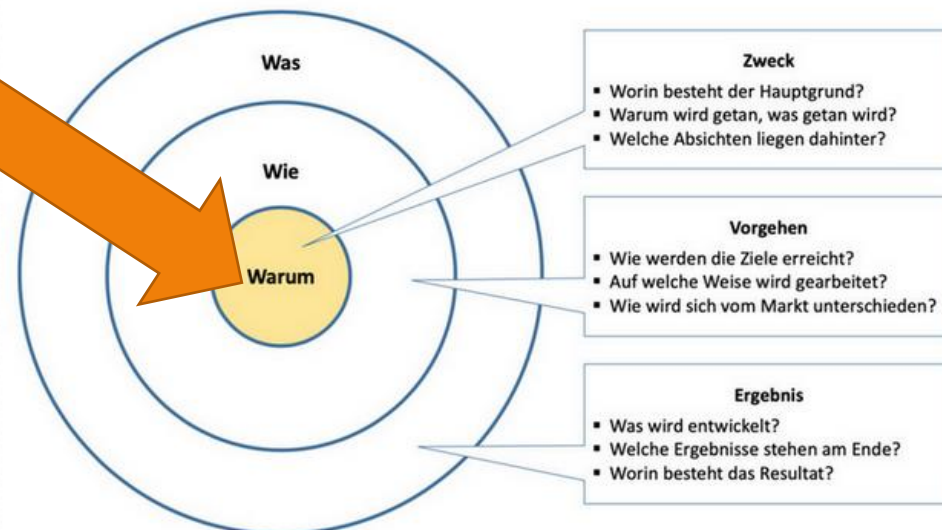 Was
Wie
Warum
Zweck
▪ Worin besteht der Hauptgrund?
▪ Warum wird getan, was getan wird?
▪ Welche Absichten liegen dahinter?
Vorgehen
▪ Wie werden die Ziele erreicht?
▪ Auf welche Weise wird gearbeitet?
▪ Wie wird sich vom Markt unterschieden?
Ergebnis
▪ Was wird entwickelt?
▪ Welche Ergebnisse stehen am Ende?
▪ Worin besteht das Resultat?